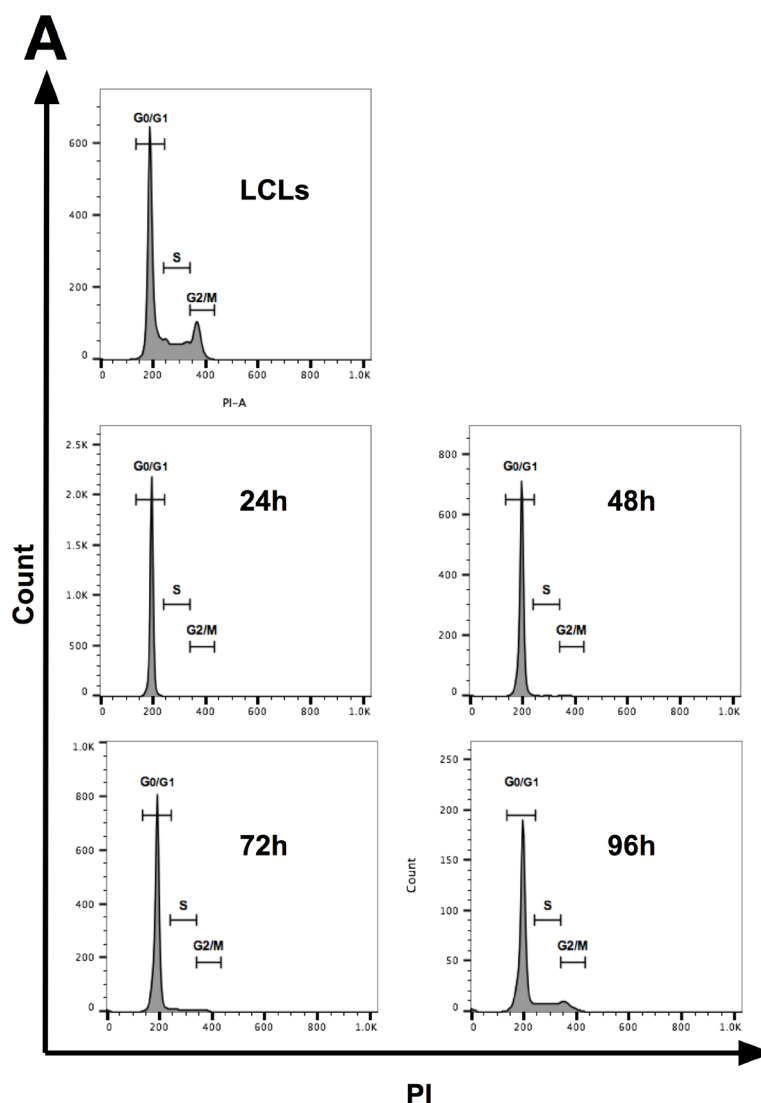 A
Count
G0/G1
600
LCLs
400
S
200
G2/M
0
0 200 400 600 800 1.0K
PI-A
2.5K
G0/G1
2.0K
24h
1.5K
S
1.0K
G2/M
500
0
0 200 400 600 800 1.0K
800
G0/G1
48h
600
400
S
G2/M
200
0
0 200 400 600 800 1.0K
1.0K
G0/G1
800
72h
600
400
S
G2/M
200
0
0 200 400 600 800 1.0K
250
G0/G1
200
96h
150
Count
100
S
G2/M
50
0
0 200 400 600 800 1.0K
PI